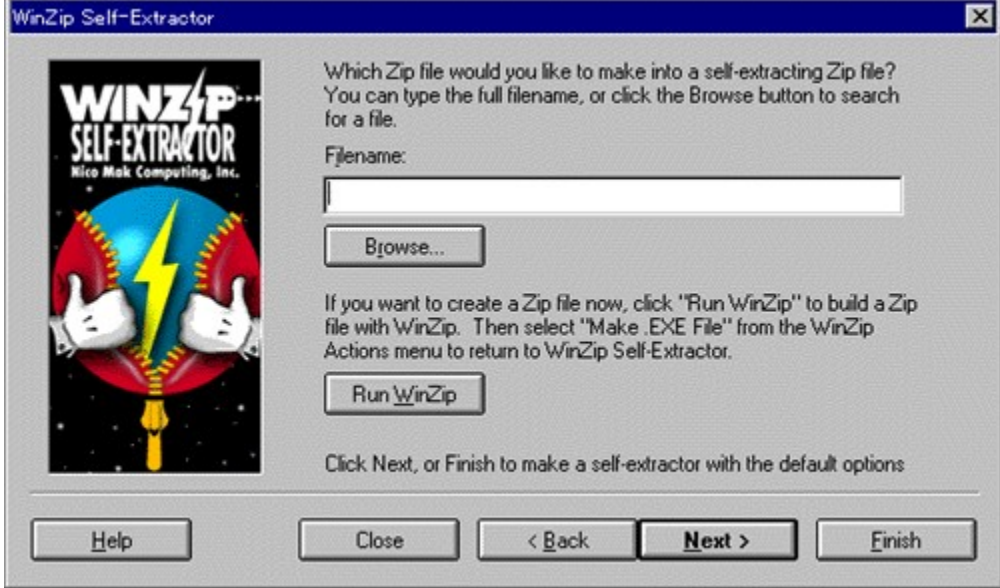 WinZip Self-Extractor
WINZIP
SELF-EXTRACTOR
Nico Mak Computing, Inc.
Which Zip file would you like to make into a self-extracting Zip file?
You can type the full filename, or click the Browse button to search
for a file.
Filename:
Browse...
If you want to create a Zip file now, click "Run WinZip" to build a Zip
file with WinZip.  Then select "Make .EXE File" from the WinZip
Actions menu to return to WinZip Self-Extractor.
Run WinZip
Click Next, or Finish to make a self-extractor with the default options
Help
Close
< Back
Next >
Finish